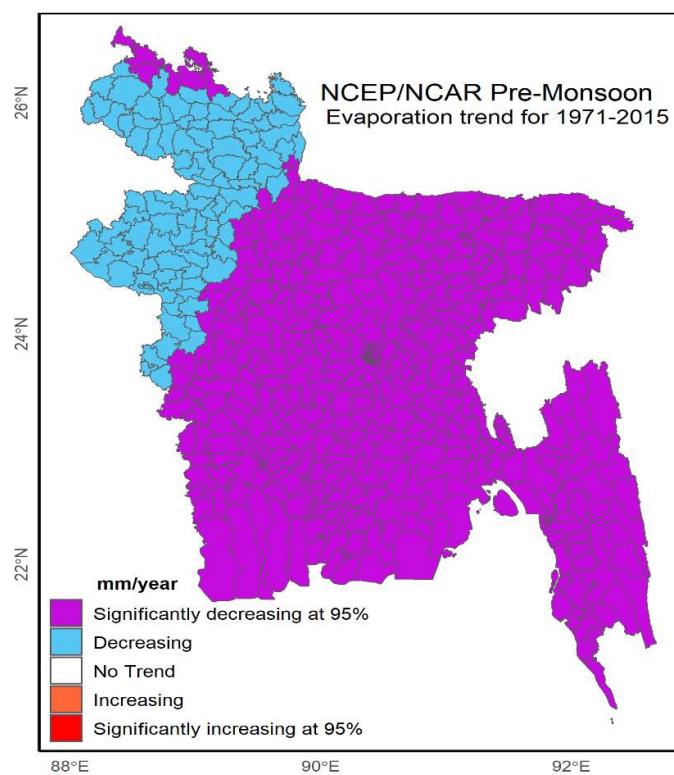 NCEP/NCAR Pre-Monsoon
Evaporation trend for 1971-2015
26°N
24°N
22°N
mm/year
Significantly decreasing at 95%
Decreasing
No Trend
Increasing
Significantly increasing at 95%
88°E
90°E
92°E